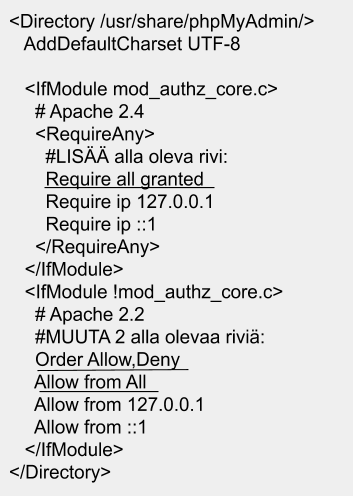 <Directory /usr/share/phpMyAdmin/>
AddDefaultCharset UTF-8
<IfModule mod_authz_core.c>
# Apache 2.4
<RequireAny>
#LISÄÄ alla oleva rivi:
Require all granted
Require ip 127.0.0.1
Require ip ::1
</RequireAny>
</IfModule>
<IfModule !mod_authz_core.c>
# Apache 2.2
#MUUTA 2 alla olevaa riviä:
Order Allow,Deny
Allow from All
Allow from 127.0.0.1
Allow from ::1
</IfModule>
</Directory>